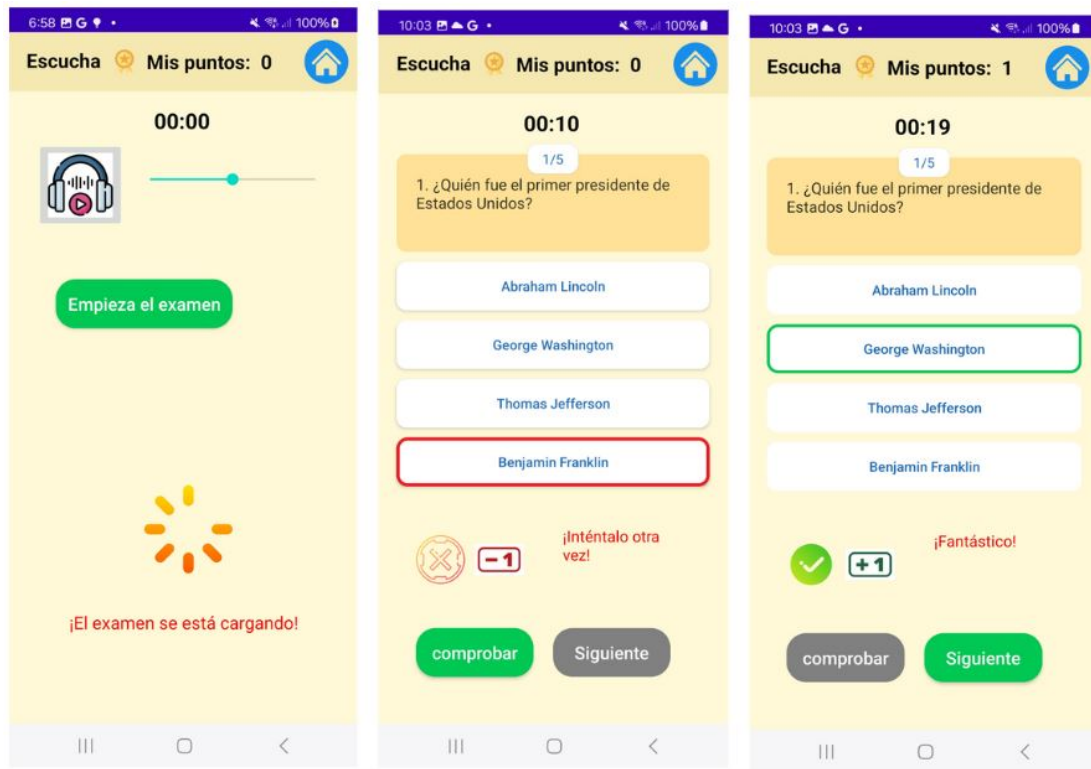 6:58 G
100%
Escucha Mis puntos: 0
00:00
Empieza el examen
¡El examen se está cargando!
10:03 G
100%
Escucha Mis puntos: 0
00:10
1/5
1. ¿Quién fue el primer presidente de
Estados Unidos?
Abraham Lincoln
George Washington
Thomas Jefferson
Benjamin Franklin
-1
¡Inténtalo otra
vez!
comprobar
Siguiente
10:03 G
100%
Escucha Mis puntos: 1
00:19
1/5
1. ¿Quién fue el primer presidente de
Estados Unidos?
Abraham Lincoln
George Washington
Thomas Jefferson
Benjamin Franklin
+1
¡Fantástico!
comprobar
Siguiente